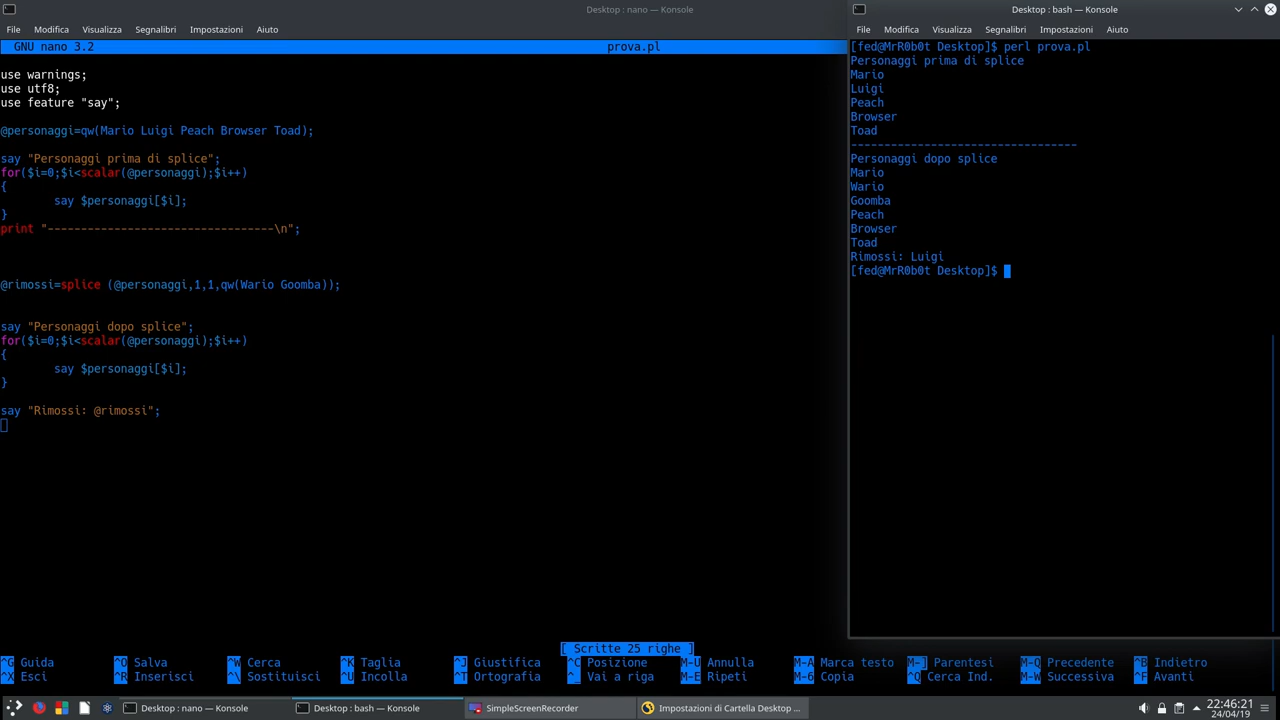 Desktop : nano — Konsole
File Modifica Visualizza Segnalibri Impostazioni Aiuto
GNU nano 3.2 prova.pl
use warnings;
use utf8;
use feature "say";
@personaggi=qw(Mario Luigi Peach Browser Toad);
say "Personaggi prima di splice";
for($i=0;$i<scalar(@personaggi);$i++)
{
say $personaggi[$i];
}
print "----------------------------------\n";
@rimossi=splice (@personaggi,1,1,qw(Wario Goomba));
say "Personaggi dopo splice";
for($i=0;$i<scalar(@personaggi);$i++)
{
say $personaggi[$i];
}
say "Rimossi: @rimossi";
[ Scritte 25 righe ]
^G Guida ^O Salva ^W Cerca ^K Taglia ^J Giustifica ^C Posizione M-U Annulla M-A Marca testo M-] Parentesi M-Q Precedente ^B Indietro
^X Esci ^R Inserisci ^\ Sostituisci ^U Incolla ^T Ortografia ^_ Vai a riga M-E Ripeti M-6 Copia ^Q Cerca Ind. M-W Successiva ^F Avanti
Desktop : bash — Konsole
File Modifica Visualizza Segnalibri Impostazioni Aiuto
[fed@MrR0b0t Desktop]$ perl prova.pl
Personaggi prima di splice
Mario
Luigi
Peach
Browser
Toad
----------------------------------
Personaggi dopo splice
Mario
Wario
Goomba
Peach
Browser
Toad
Rimossi: Luigi
[fed@MrR0b0t Desktop]$
Desktop : nano — Konsole
Desktop : bash — Konsole
SimpleScreenRecorder
Impostazioni di Cartella Desktop ...
22:46:21
24/04/19